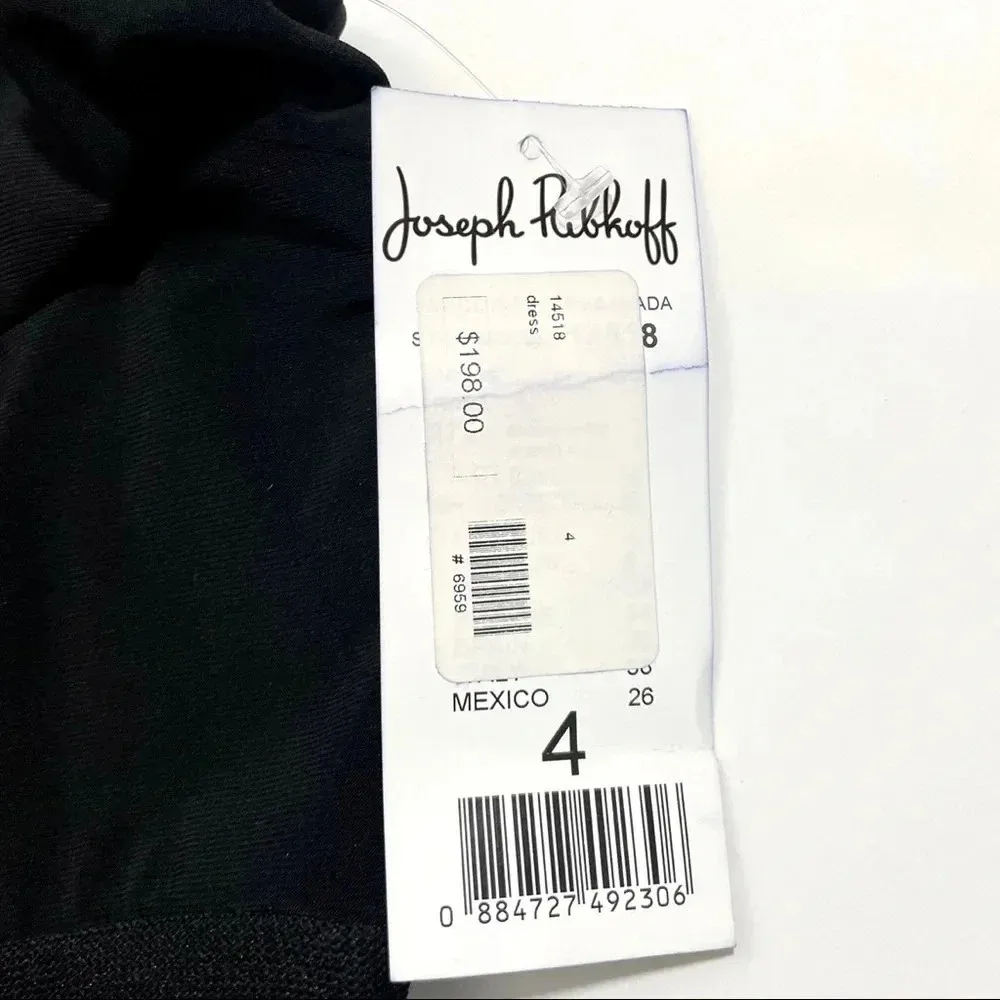 Joseph Ribkoff
ADA
S
8
14518
dress
$198.00
4
# 6959
MEXICO 26
4
0 884727 492306